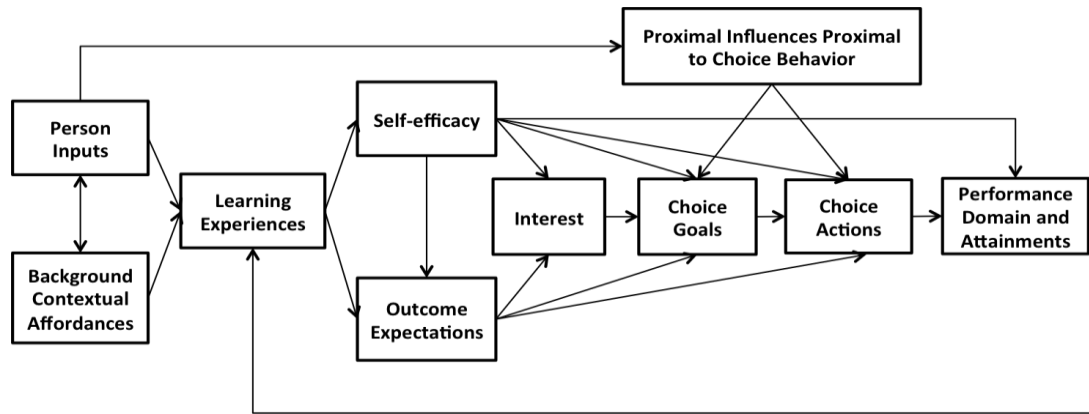 Proximal Influences Proximal
to Choice Behavior
Person
Inputs
Self-efficacy
Learning
Experiences
Interest
Choice
Goals
Choice
Actions
Performance
Domain and
Attainments
Background
Contextual
Affordances
Outcome
Expectations